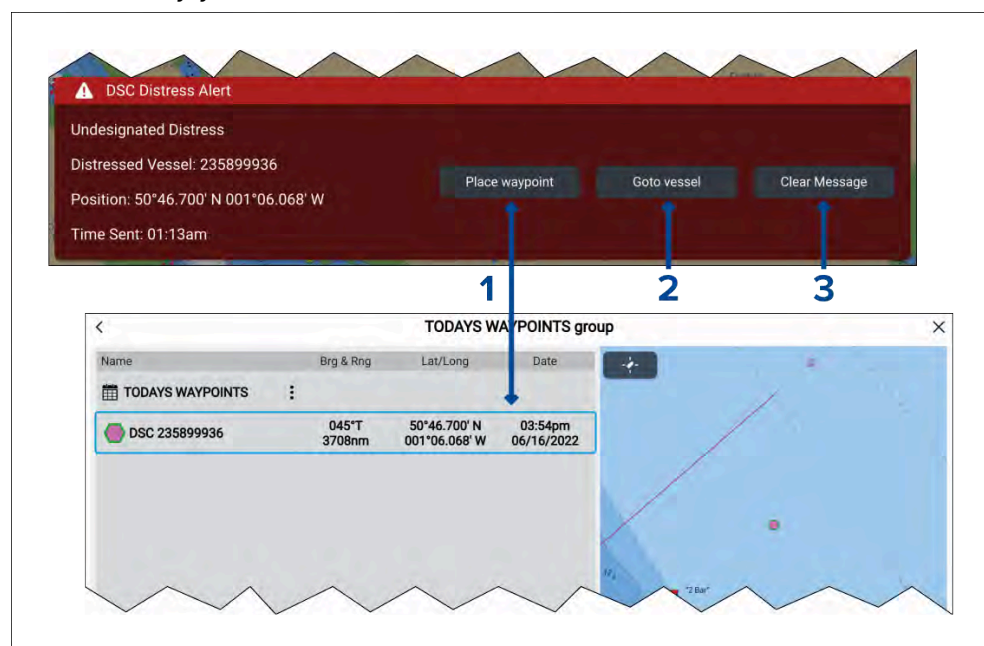 DSC Distress Alert
Undesignated Distress
Distressed Vessel: 235899936
Position: 50°46.700' N 001°06.068' W
Time Sent: 01:13am
Place waypoint Goto vessel Clear Message
1 2 3
TODAYS WAYPOINTS group
Name Brg & Rng Lat/Long Date
TODAYS WAYPOINTS
DSC 235899936
045°T 50°46.700' N 03:54pm
3708nm 001°06.068' W 06/16/2022
"2 Bar"